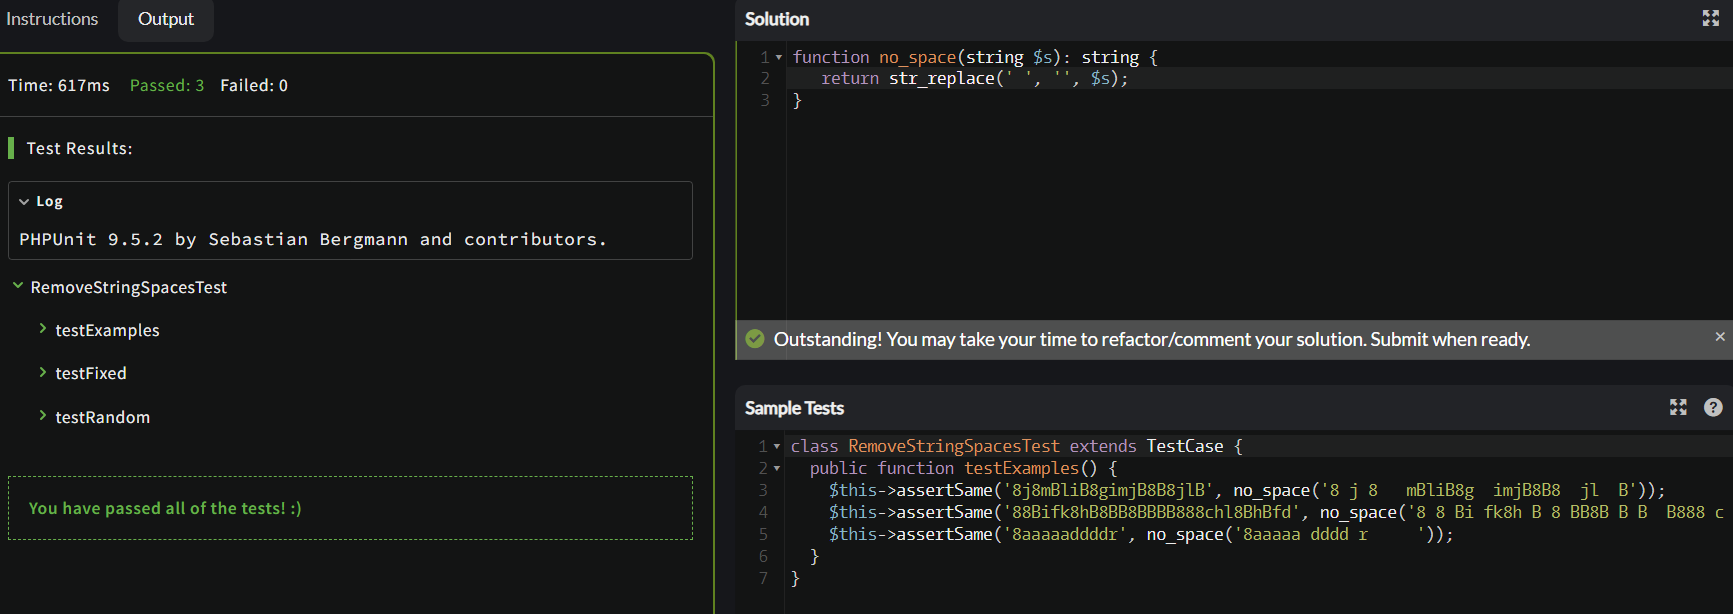 Instructions
Output
Time: 617ms Passed: 3 Failed: 0
Test Results:
Log
PHPUnit 9.5.2 by Sebastian Bergmann and contributors.
RemoveStringSpacesTest
testExamples
testFixed
testRandom
You have passed all of the tests! :)
Solution
1 function no_space(string $s): string {
2    return str_replace(' ', '', $s);
3 }
Outstanding! You may take your time to refactor/comment your solution. Submit when ready.
Sample Tests
1 class RemoveStringSpacesTest extends TestCase {
2   public function testExamples() {
3     $this->assertSame('8j8mBliB8gimjB8B8jlB', no_space('8 j 8   mBliB8g  imjB8B8  jl  B'));
4     $this->assertSame('88Bifk8hB8BB8BBBB888chl8BhBfd', no_space('8 8 Bi fk8h B 8 BB8B B B  B888 c
5     $this->assertSame('8aaaaaddddr', no_space('8aaaaa dddd r     '));
6   }
7 }